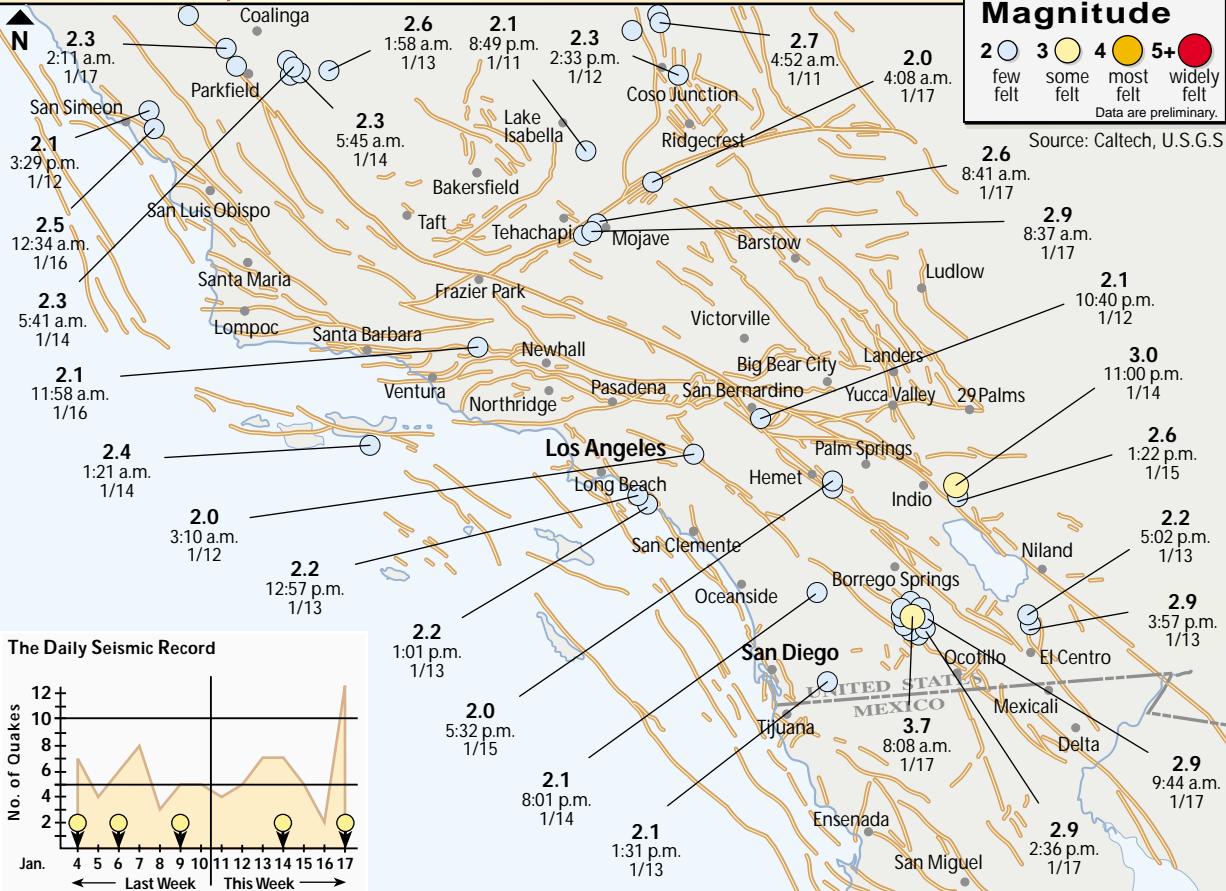 Magnitude
2 3 4 5+
few felt
some felt
most felt
widely felt
Data are preliminary.
Source: Caltech, U.S.G.S
N
Coalinga
2.3
2:11 a.m.
1/17
2.6
1:58 a.m.
1/13
2.1
8:49 p.m.
1/11
2.3
2:33 p.m.
1/12
2.7
4:52 a.m.
1/11
2.0
4:08 a.m.
1/17
Parkfield
San Simeon
Coso Junction
Lake
Isabella
Ridgecrest
2.3
5:45 a.m.
1/14
2.1
3:29 p.m.
1/12
2.6
8:41 a.m.
1/17
Bakersfield
San Luis Obispo
Taft
Tehachapi
Mojave
Barstow
2.5
12:34 a.m.
1/16
2.9
8:37 a.m.
1/17
Santa Maria
Frazier Park
Ludlow
2.3
5:41 a.m.
1/14
2.1
10:40 p.m.
1/12
Lompoc
Santa Barbara
Victorville
Newhall
Big Bear City
Landers
3.0
11:00 p.m.
1/14
2.1
11:58 a.m.
1/16
Ventura
Northridge
Pasadena
San Bernardino
Yucca Valley
29 Palms
2.4
1:21 a.m.
1/14
Los Angeles
Palm Springs
2.6
1:22 p.m.
1/15
Long Beach
Hemet
Indio
2.0
3:10 a.m.
1/12
San Clemente
2.2
5:02 p.m.
1/13
Niland
2.2
12:57 p.m.
1/13
Oceanside
Borrego Springs
2.9
3:57 p.m.
1/13
2.2
1:01 p.m.
1/13
San Diego
Ocotillo
El Centro
UNITED STATES
MEXICO
Mexicali
Tijuana
Delta
2.0
5:32 p.m.
1/15
3.7
8:08 a.m.
1/17
2.9
9:44 a.m.
1/17
2.1
8:01 p.m.
1/14
2.1
1:31 p.m.
1/13
Ensenada
2.9
2:36 p.m.
1/17
San Miguel
The Daily Seismic Record
No. of Quakes
12
10
8
6
4
2
Jan. 4 5 6 7 8 9 10 11 12 13 14 15 16 17
Last Week This Week